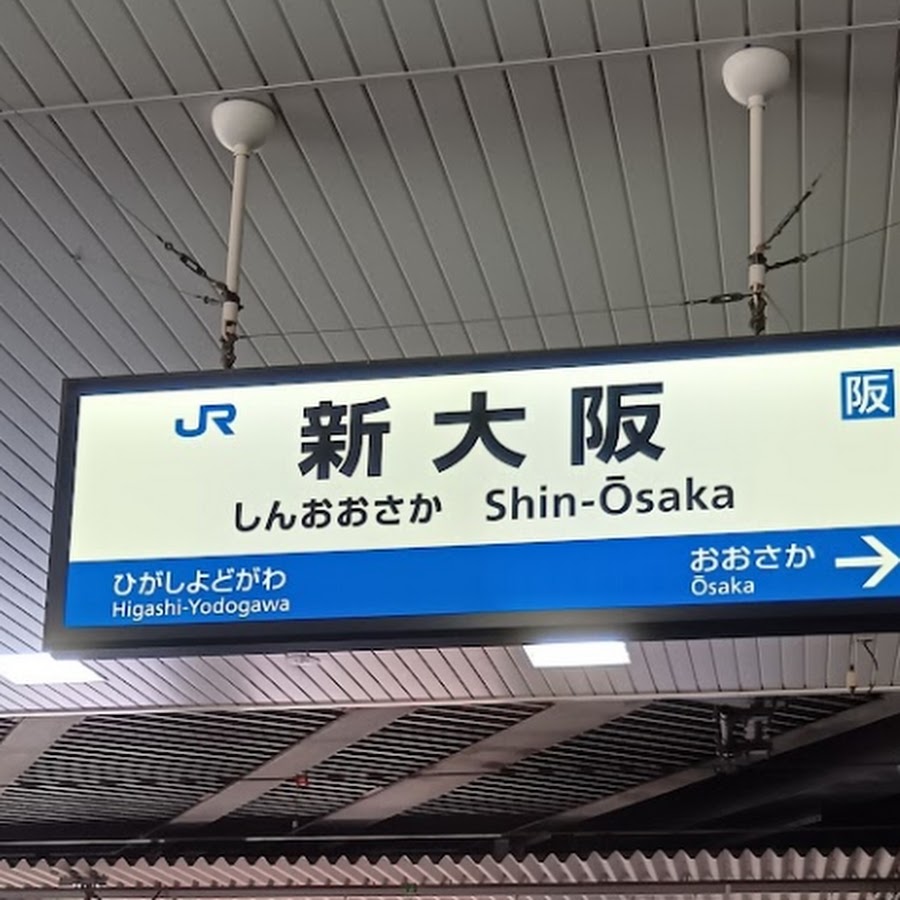 JR 新大阪 阪
しんおおさか Shin-Ōsaka
ひがしよどがわ おおさか →
Higashi-Yodogawa Ōsaka